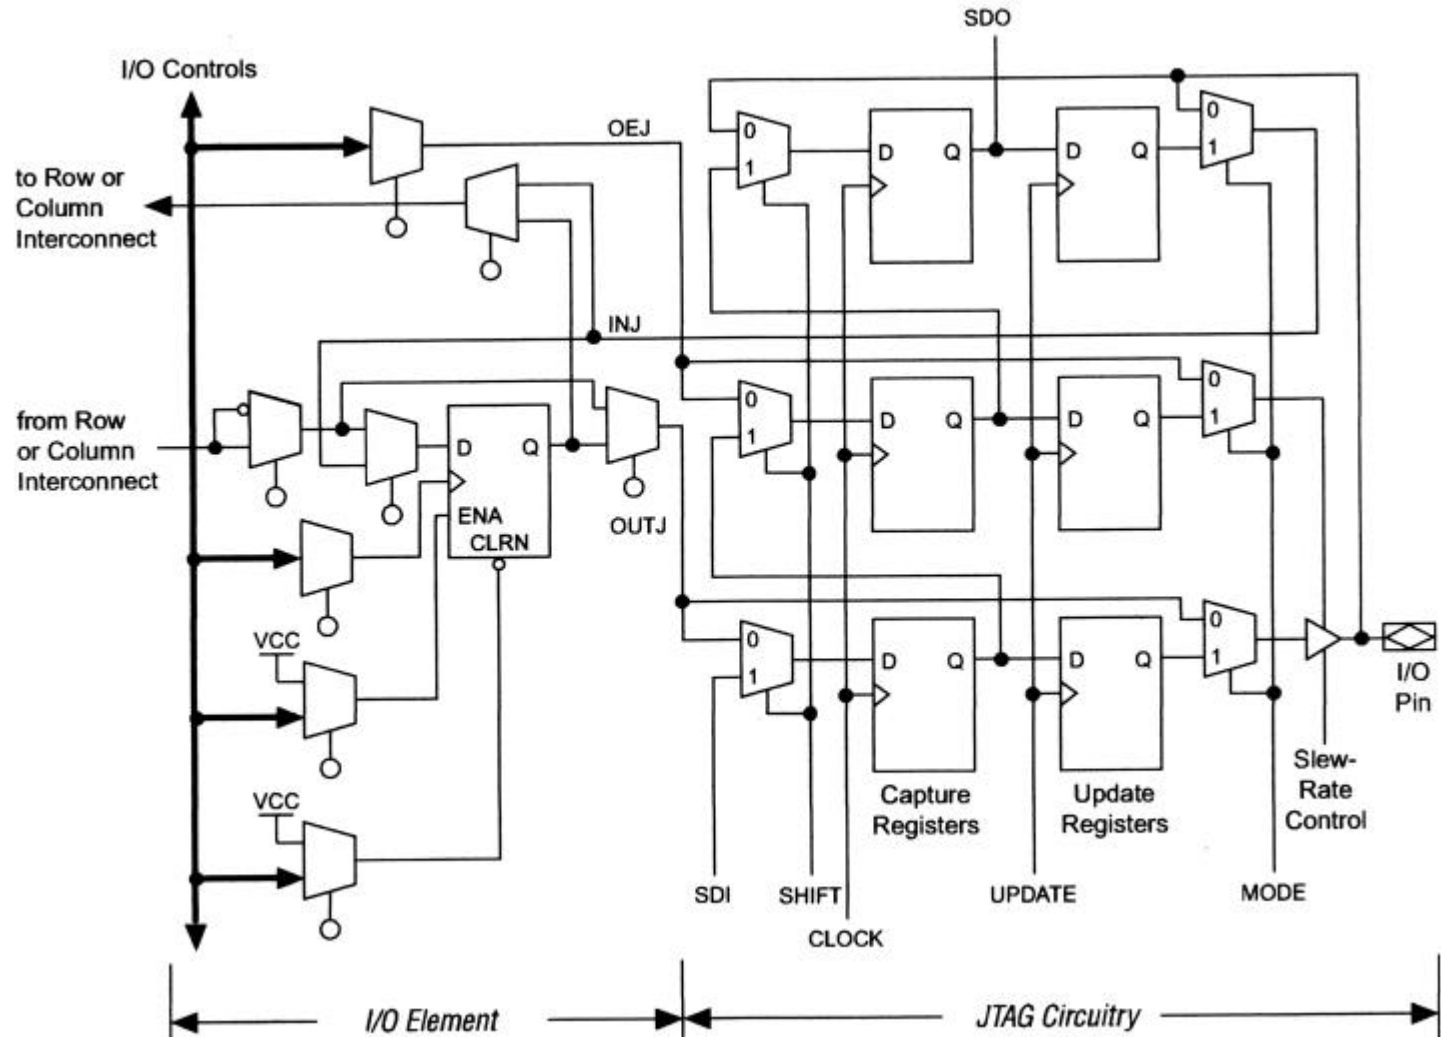 SDO
I/O Controls
OEJ
0
1
D
Q
D
Q
0
1
to Row or
Column
Interconnect
INJ
from Row
or Column
Interconnect
D
Q
ENA
CLRN
OUTJ
0
1
D
Q
D
Q
0
1
VCC
0
1
D
Q
D
Q
0
1
I/O
Pin
VCC
Capture
Registers
Update
Registers
Slew-
Rate
Control
SDI
SHIFT
UPDATE
MODE
CLOCK
I/O Element
JTAG Circuitry